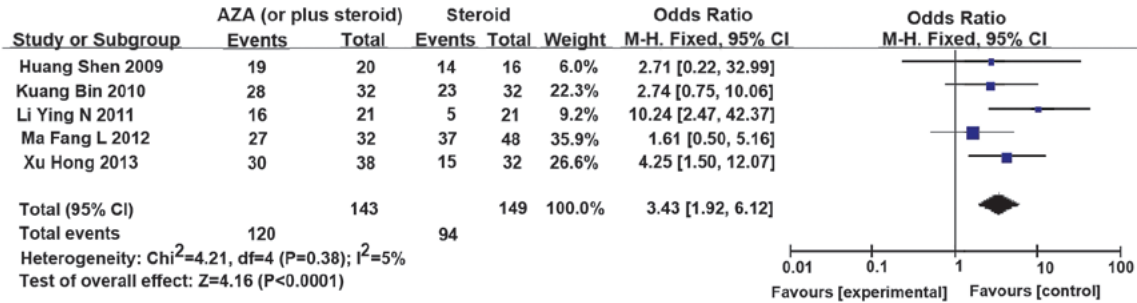 AZA (or plus steroid) Steroid Odds Ratio Odds Ratio
Study or Subgroup Events Total Events Total Weight M-H. Fixed, 95% CI M-H. Fixed, 95% CI
Huang Shen 2009 19 20 14 16 6.0% 2.71 [0.22, 32.99]
Kuang Bin 2010 28 32 23 32 22.3% 2.74 [0.75, 10.06]
Li Ying N 2011 16 21 5 21 9.2% 10.24 [2.47, 42.37]
Ma Fang L 2012 27 32 37 48 35.9% 1.61 [0.50, 5.16]
Xu Hong 2013 30 38 15 32 26.6% 4.25 [1.50, 12.07]
Total (95% CI) 143 149 100.0% 3.43 [1.92, 6.12]
Total events 120 94
Heterogeneity: Chi²=4.21, df=4 (P=0.38); I²=5%
Test of overall effect: Z=4.16 (P<0.0001)
0.01 0.1 1 10 100
Favours [experimental] Favours [control]